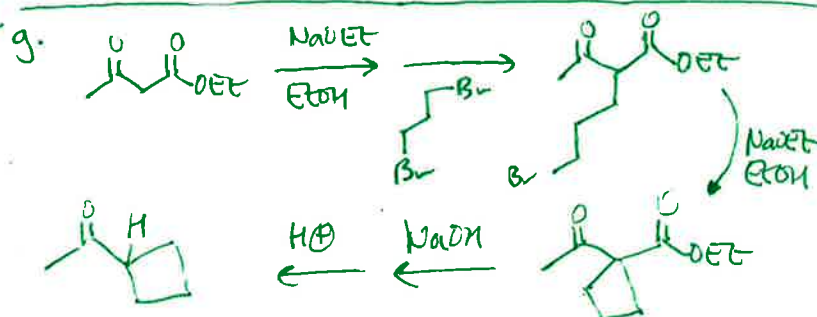 g.
O O
OEt
NaOEt
EtOH
Br
Br
O O
OEt
Br
NaOEt
EtOH
O H
H⊕ NaOH
O O
OEt